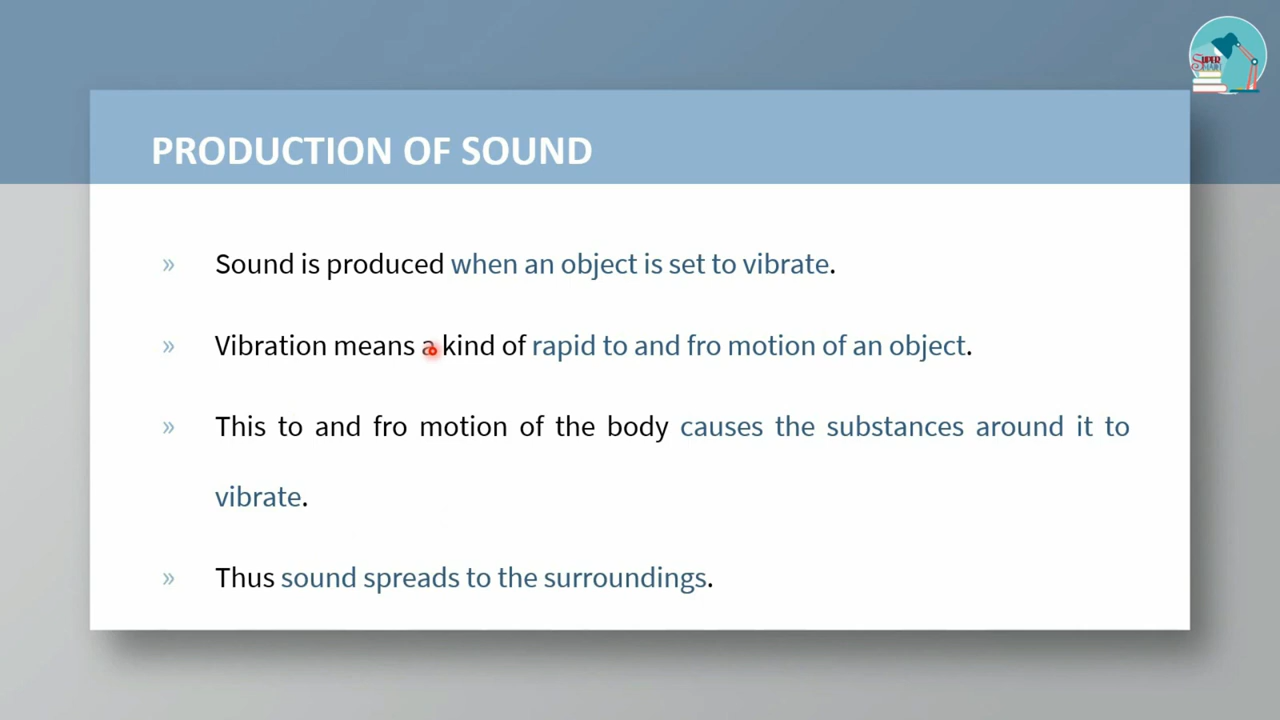 SUPER
SMART
PRODUCTION OF SOUND
» Sound is produced when an object is set to vibrate.
» Vibration means a kind of rapid to and fro motion of an object.
» This to and fro motion of the body causes the substances around it to
vibrate.
» Thus sound spreads to the surroundings.